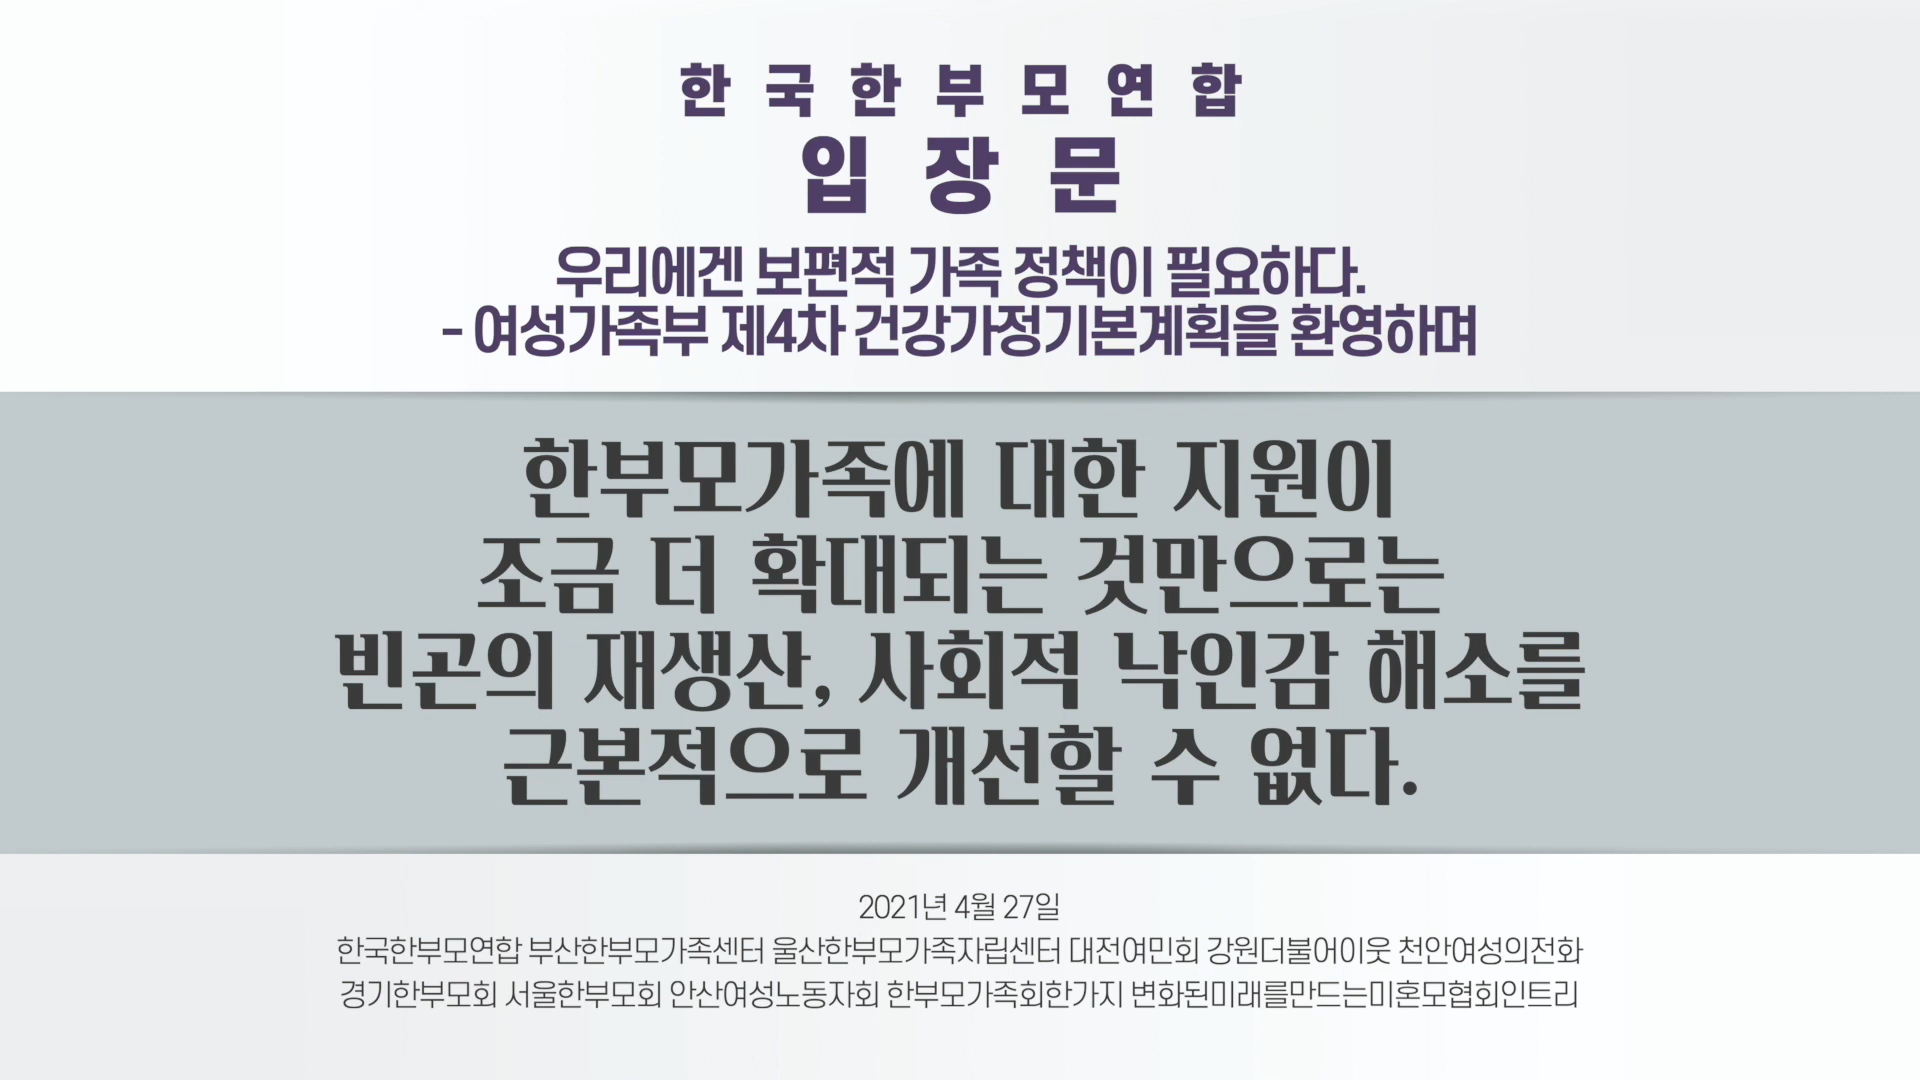 한국한부모연합
입장문
우리에겐 보편적 가족 정책이 필요하다.
- 여성가족부 제4차 건강가정기본계획을 환영하며
한부모가족에 대한 지원이
조금 더 확대되는 것만으로는
빈곤의 재생산, 사회적 낙인감 해소를
근본적으로 개선할 수 없다.
2021년 4월 27일
한국한부모연합 부산한부모가족센터 울산한부모가족자립센터 대전여민회 강원더불어이웃 천안여성의전화
경기한부모회 서울한부모회 안산여성노동자회 한부모가족회한가지 변화된미래를만드는미혼모협회인트리